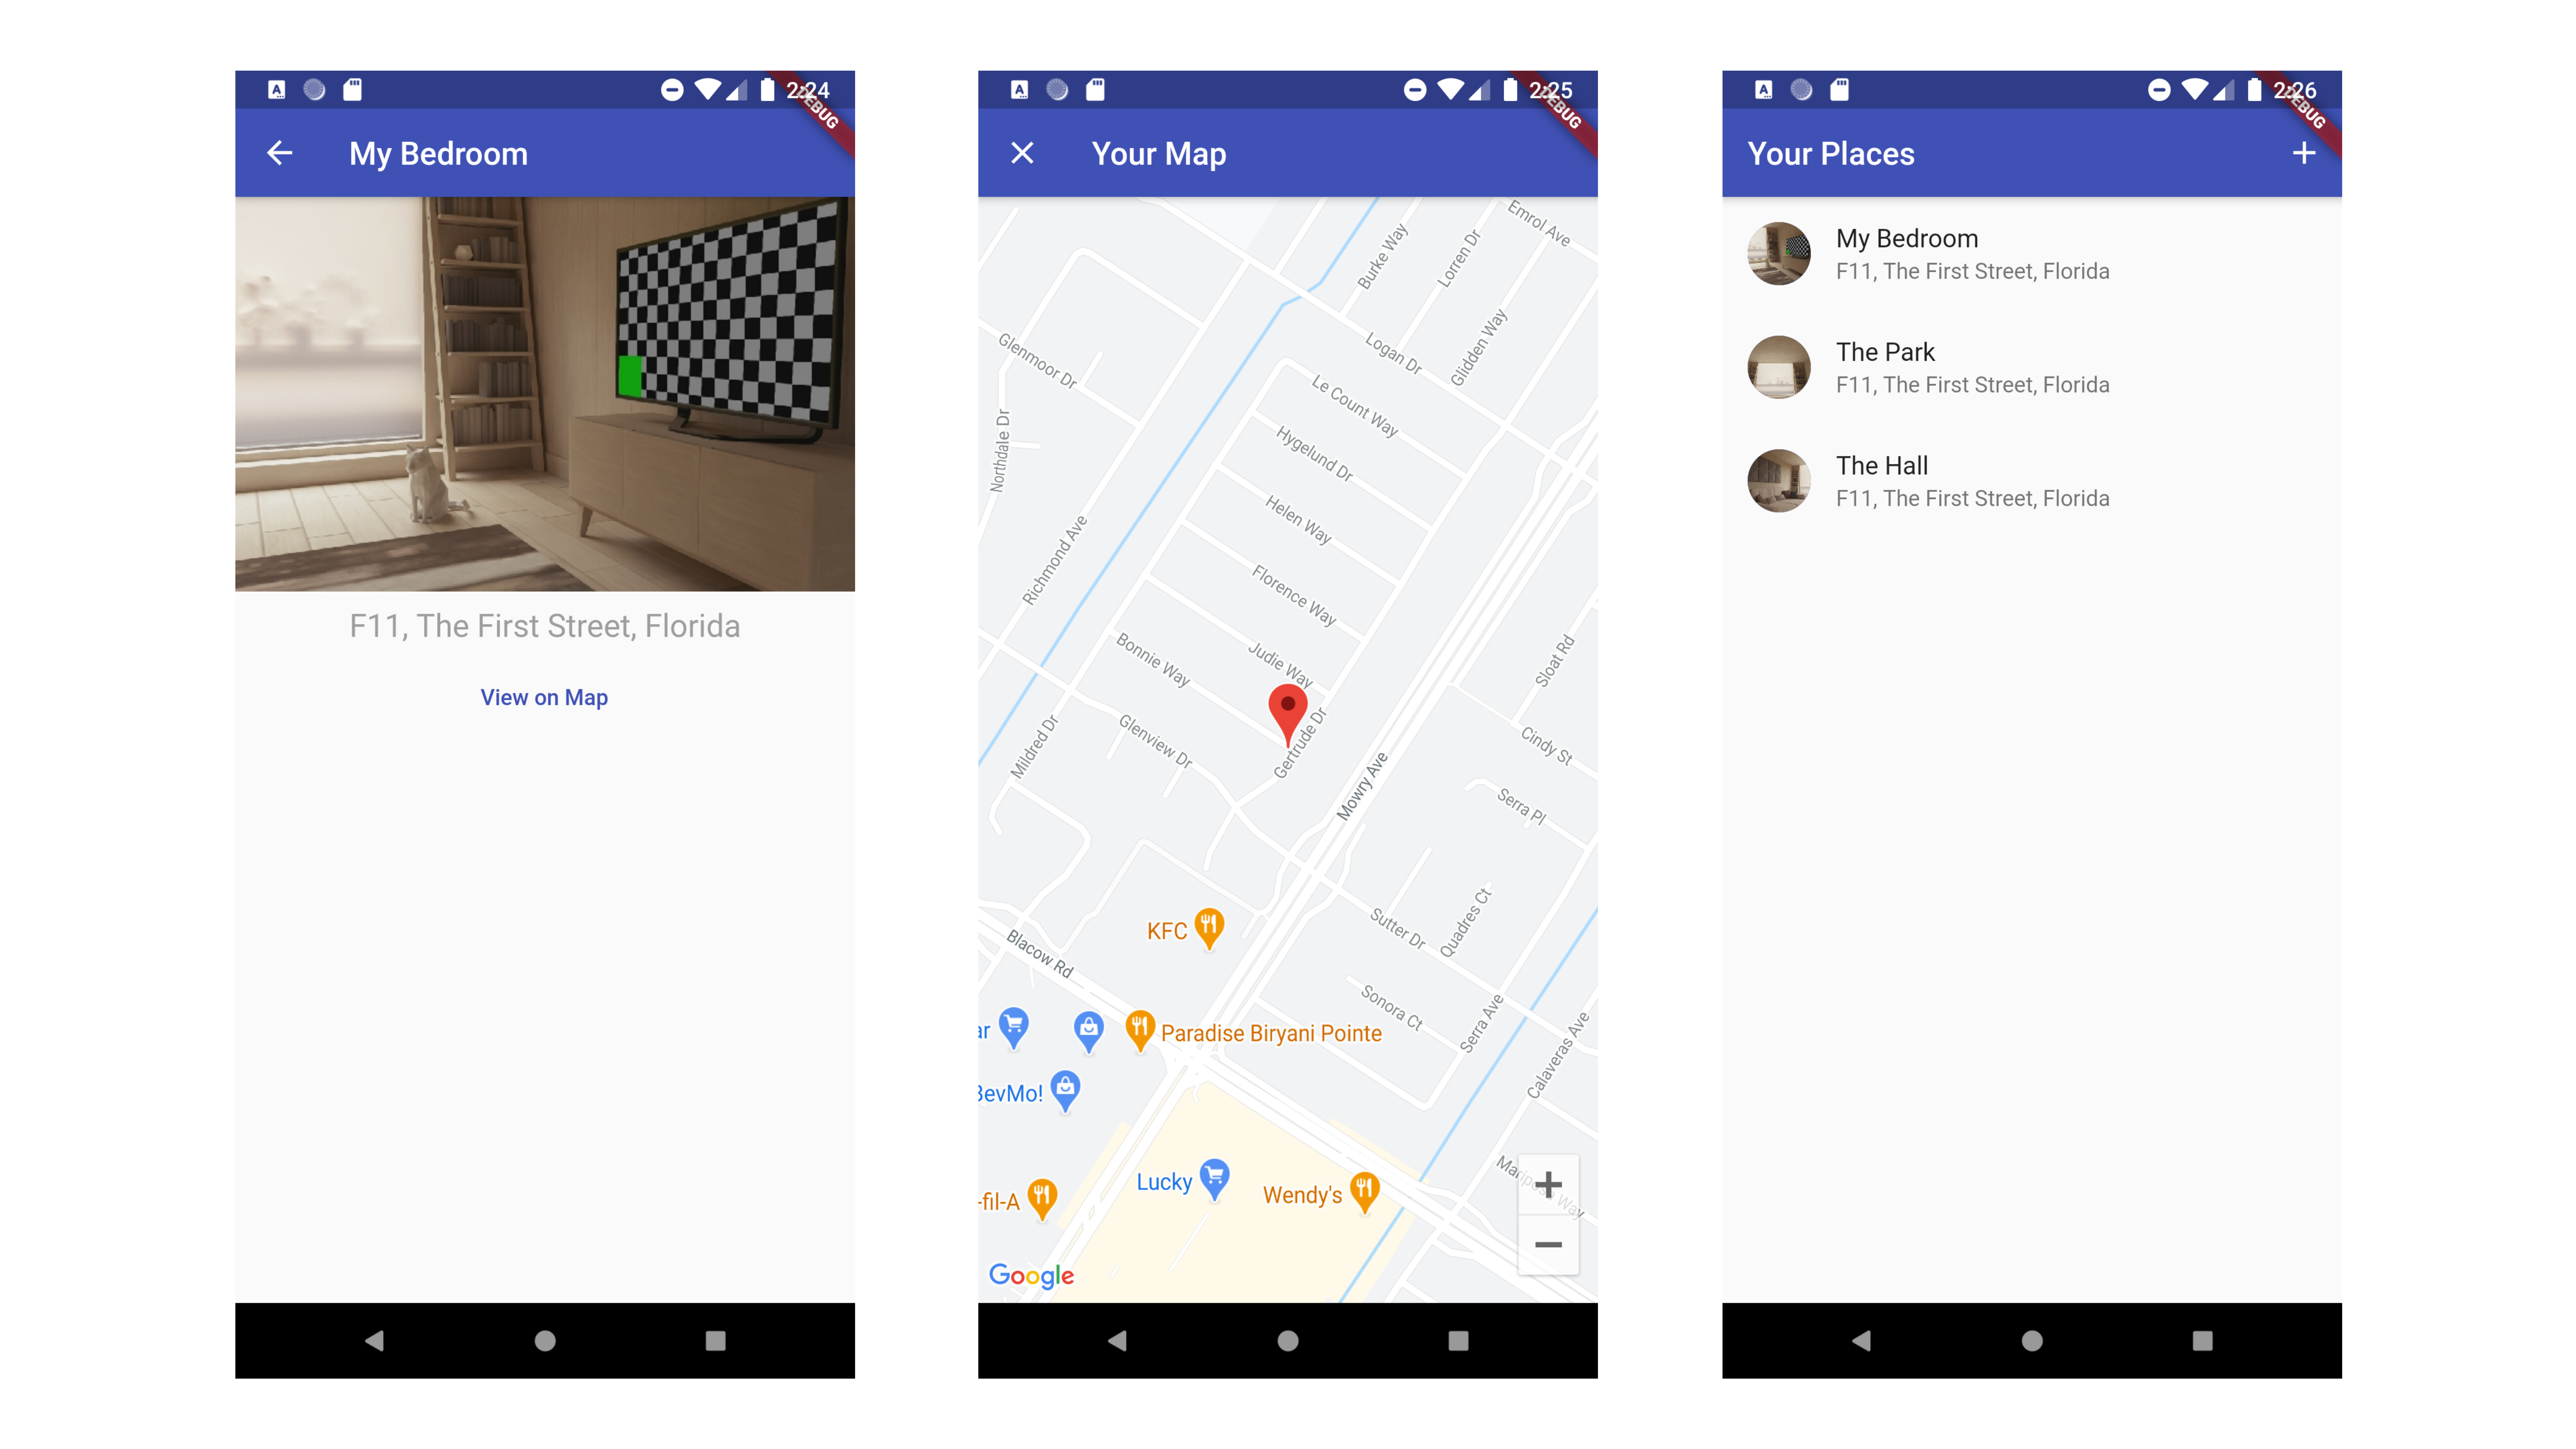 2:24
DEBUG
My Bedroom
F11, The First Street, Florida
View on Map
2:25
DEBUG
Your Map
Emrol Ave
Burke Way
Lorren Dr
Glidden Way
Logan Dr
Glenmoor Dr
Le Count Way
Northdale Dr
Hygelund Dr
Helen Way
Richmond Ave
Florence Way
Bonnie Way
Judie Way
Sloat Rd
Mildred Dr
Glenview Dr
Gertrude Dr
Cindy St
Mowry Ave
Serra Pl
KFC
Blacow Rd
Sutter Dr
Quadres Ct
Sonora Ct
Serra Ave
Calaveras Ave
ar
Paradise Biryani Pointe
BevMo!
Mariposa Way
Lucky
Wendy's
-fil-A
Google
2:26
DEBUG
Your Places
My Bedroom
F11, The First Street, Florida
The Park
F11, The First Street, Florida
The Hall
F11, The First Street, Florida